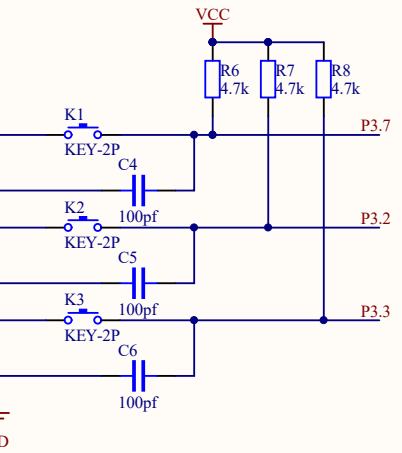 VCC
R6 R7 R8
4.7k 4.7k 4.7k
K1
P3.7
KEY-2P
C4
100pf
K2
P3.2
KEY-2P
C5
100pf
K3
P3.3
KEY-2P
C6
100pf
D